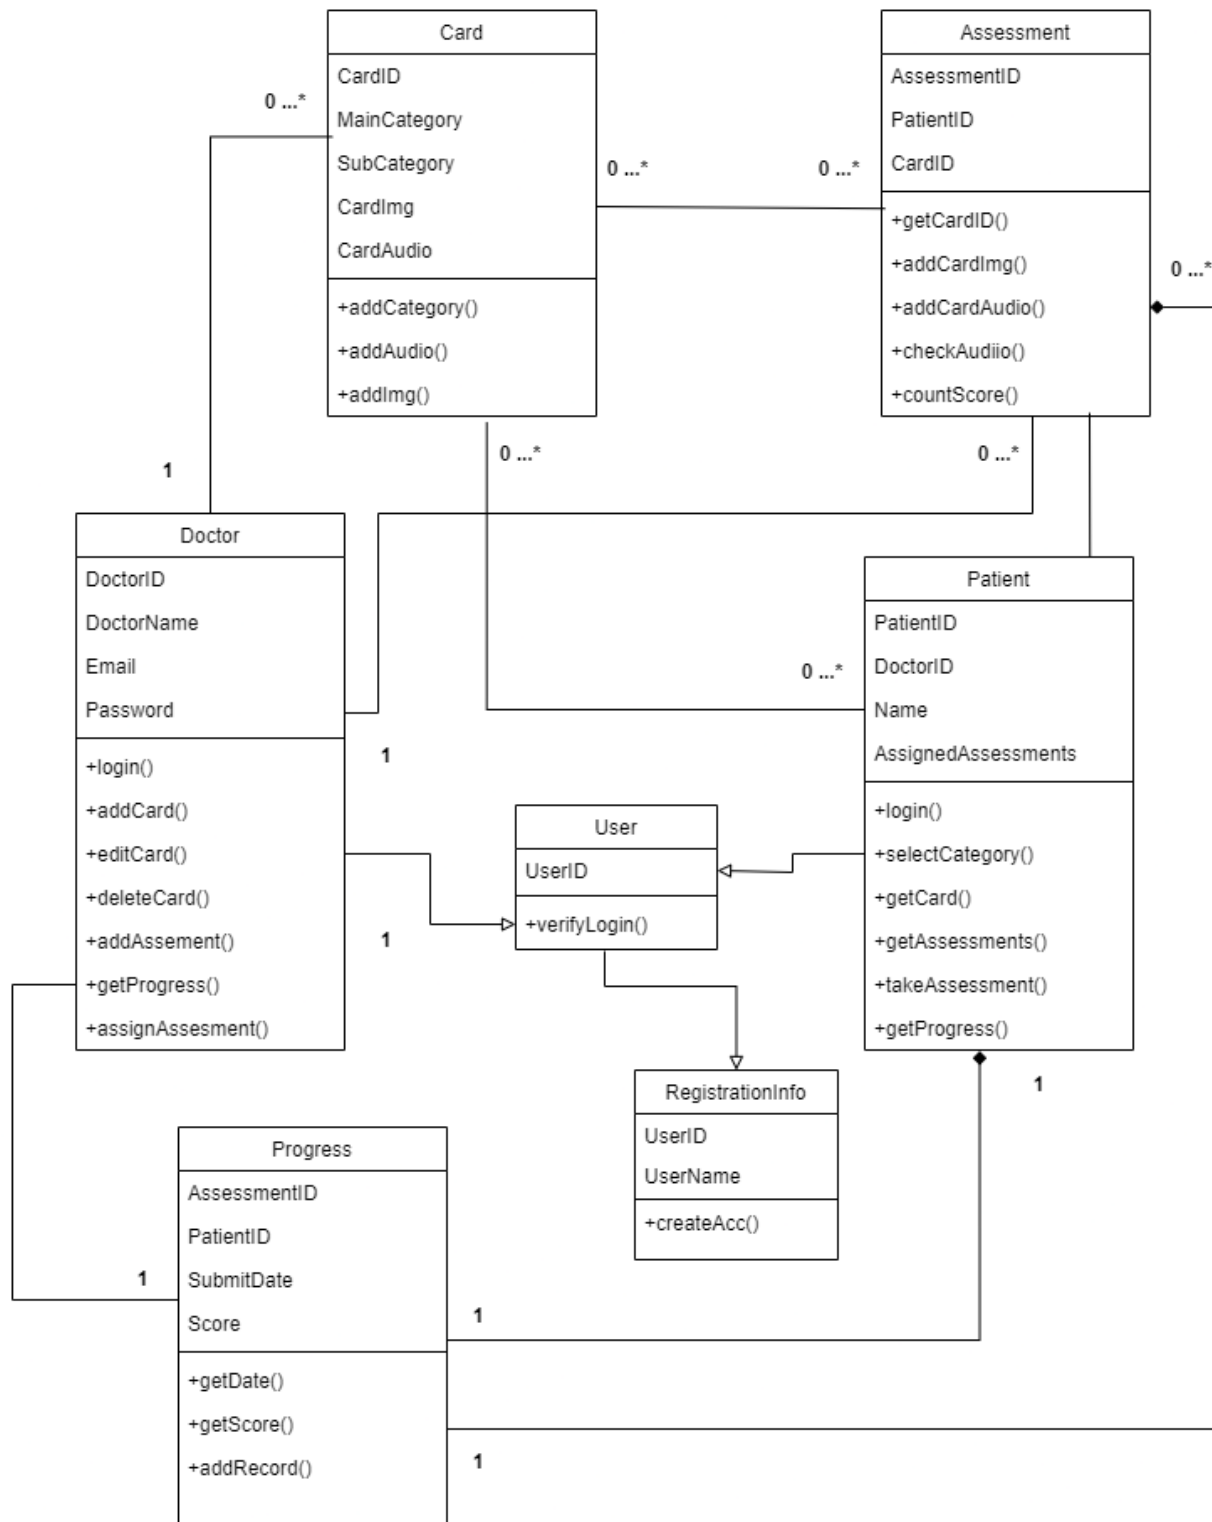 Card
CardID
MainCategory
SubCategory
CardImg
CardAudio
+addCategory()
+addAudio()
+addImg()
0 ...*
0 ...*
0 ...*
Assessment
AssessmentID
PatientID
CardID
+getCardID()
+addCardImg()
+addCardAudio()
+checkAudiio()
+countScore()
0 ...*
0 ...*
0 ...*
1
Doctor
DoctorID
DoctorName
Email
Password
+login()
+addCard()
+editCard()
+deleteCard()
+addAssement()
+getProgress()
+assignAssesment()
1
1
0 ...*
Patient
PatientID
DoctorID
Name
AssignedAssessments
+login()
+selectCategory()
+getCard()
+getAssessments()
+takeAssessment()
+getProgress()
1
User
UserID
+verifyLogin()
RegistrationInfo
UserID
UserName
+createAcc()
Progress
AssessmentID
PatientID
SubmitDate
Score
+getDate()
+getScore()
+addRecord()
1
1
1